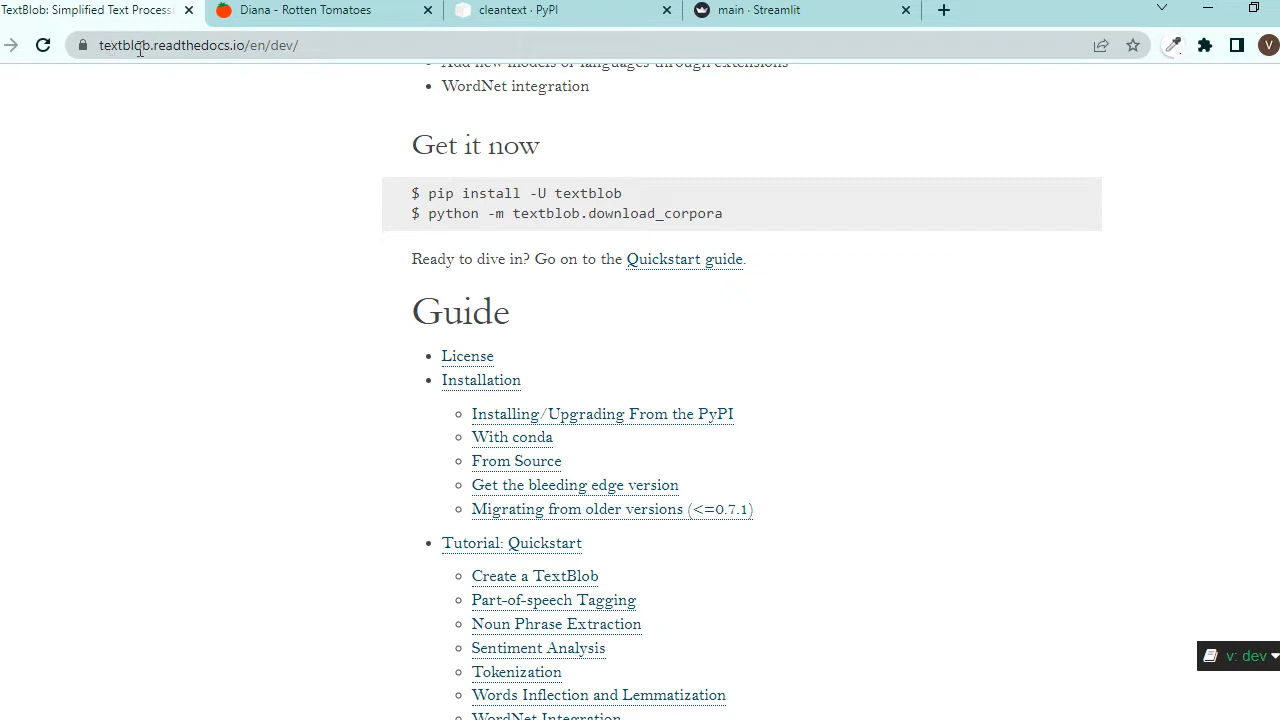 TextBlob: Simplified Text Process
Diana - Rotten Tomatoes
cleantext · PyPI
main · Streamlit
textblob.readthedocs.io/en/dev/
V
Add new models or languages through extensions
WordNet integration
Get it now
$ pip install -U textblob
$ python -m textblob.download_corpora
Ready to dive in? Go on to the Quickstart guide.
Guide
License
Installation
Installing/Upgrading From the PyPI
With conda
From Source
Get the bleeding edge version
Migrating from older versions (<=0.7.1)
Tutorial: Quickstart
Create a TextBlob
Part-of-speech Tagging
Noun Phrase Extraction
Sentiment Analysis
Tokenization
Words Inflection and Lemmatization
WordNet Integration
v: dev